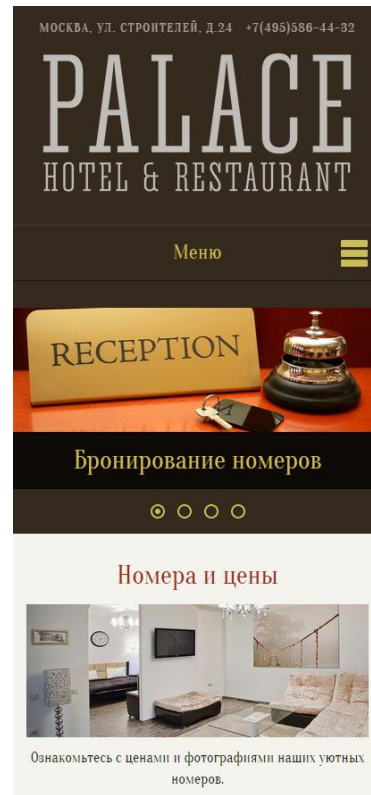 МОСКВА, УЛ. СТРОИТЕЛЕЙ, Д.24 +7(495)586-44-32
PALACE
HOTEL & RESTAURANT
Меню
RECEPTION
Бронирование номеров
Номера и цены
Ознакомьтесь с ценами и фотографиями наших уютных
номеров.